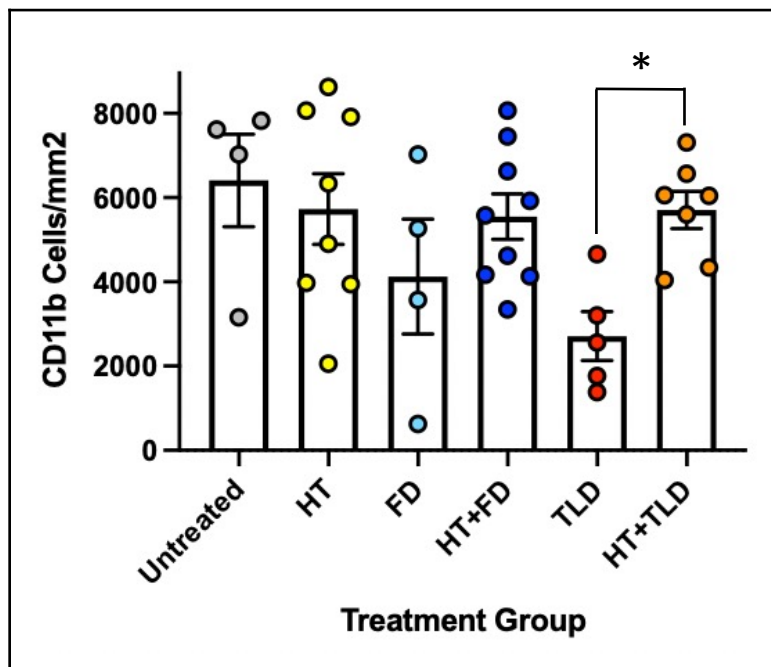 *
8000
6000
4000
2000
0
CD11b Cells/mm2
Untreated
HT
FD
HT+FD
TLD
HT+TLD
Treatment Group